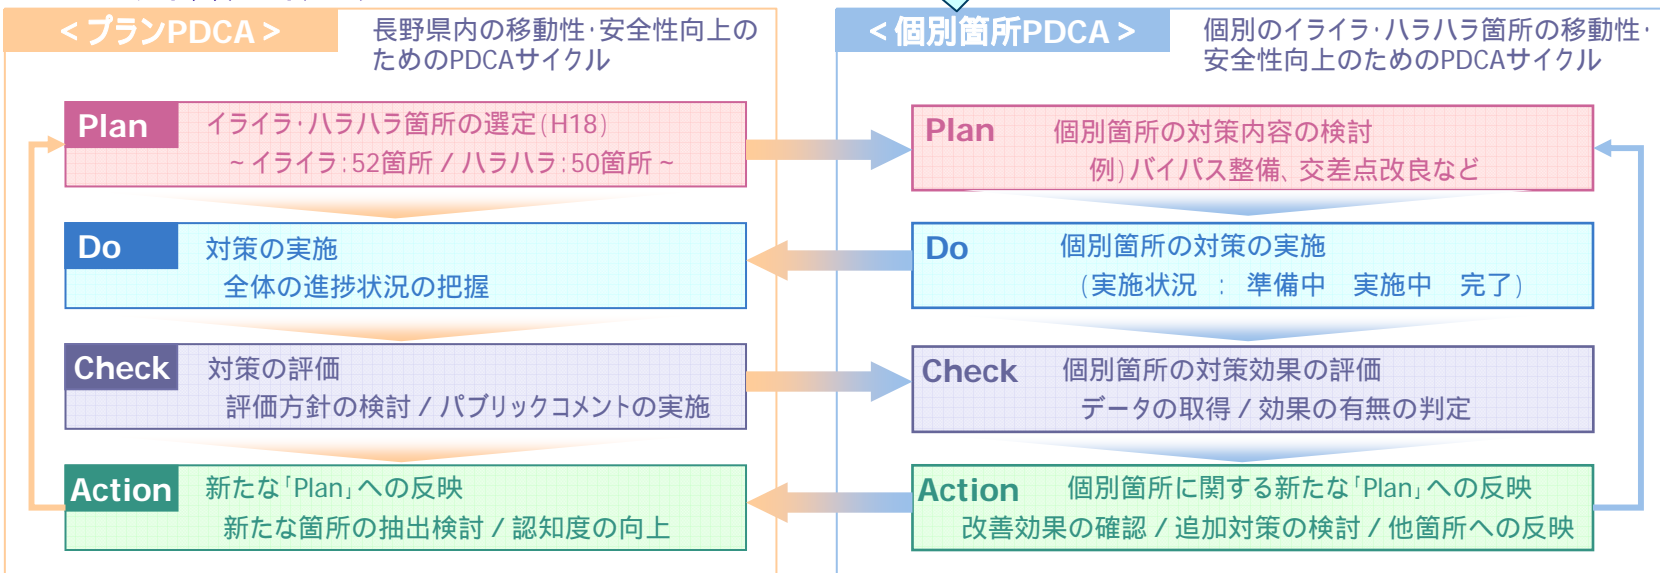 <プランPDCA>
長野県内の移動性・安全性向上の
ためのPDCAサイクル
Plan
イライラ・ハラハラ箇所の選定(H18)
~イライラ:52箇所/ハラハラ:50箇所~
Do
対策の実施
全体の進捗状況の把握
Check
対策の評価
評価方針の検討/パブリックコメントの実施
Action
新たな「Plan」への反映
新たな箇所の抽出検討/認知度の向上
<個別箇所PDCA>
個別のイライラ・ハラハラ箇所の移動性・
安全性向上のためのPDCAサイクル
Plan
個別箇所の対策内容の検討
例)バイパス整備、交差点改良など
Do
個別箇所の対策の実施
(実施状況 : 準備中 実施中 完了)
Check
個別箇所の対策効果の評価
データの取得/効果の有無の判定
Action
個別箇所に関する新たな「Plan」への反映
改善効果の確認/追加対策の検討/他箇所への反映